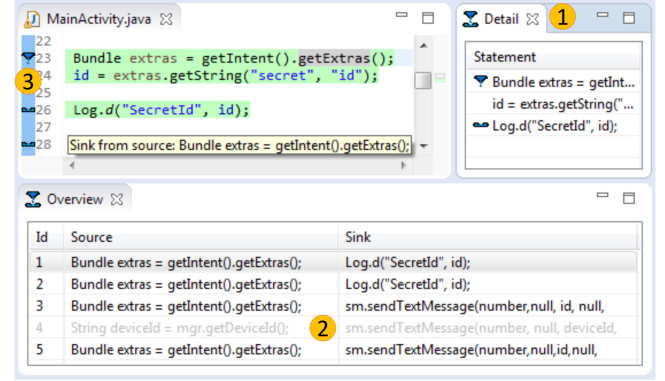 MainActivity.java
22
23 Bundle extras = getIntent().getExtras();
24 id = extras.getString("secret", "id");
25
26 Log.d("SecretId", id);
27
28 Sink from source: Bundle extras = getIntent().getExtras();
3
Detail 1
Statement
Bundle extras = getInt...
id = extras.getString("...
Log.d("SecretId", id);
Overview
Id Source Sink
1 Bundle extras = getIntent().getExtras(); Log.d("SecretId", id);
2 Bundle extras = getIntent().getExtras(); Log.d("SecretId", id);
3 Bundle extras = getIntent().getExtras(); sm.sendTextMessage(number,null, id, null,
4 String deviceId = mgr.getDeviceId(); 2 sm.sendTextMessage(number, null, deviceId,
5 Bundle extras = getIntent().getExtras(); sm.sendTextMessage(number,null,id,null,